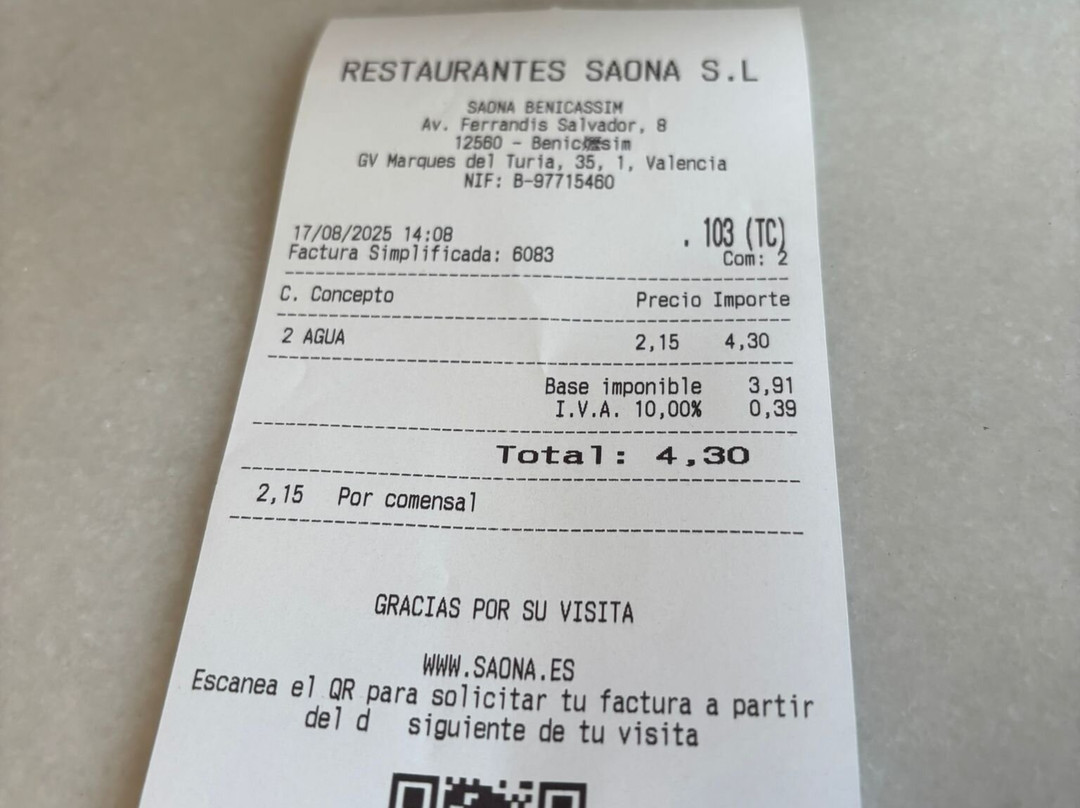 RESTAURANTES SAONA S.L
SAONA BENICASSIM
Av. Ferrandis Salvador, 8
12560 - Benic sim
GV Marques del Turia, 35, 1, Valencia
NIF: B-97715460
17/08/2025 14:08 . 103 (TC)
Factura Simplificada: 6083 Com: 2
C. Concepto Precio Importe
2 AGUA 2,15 4,30
Base imponible 3,91
I.V.A. 10,00% 0,39
Total: 4,30
2,15 Por comensal
GRACIAS POR SU VISITA
WWW.SAONA.ES
Escanea el QR para solicitar tu factura a partir
del d siguiente de tu visita